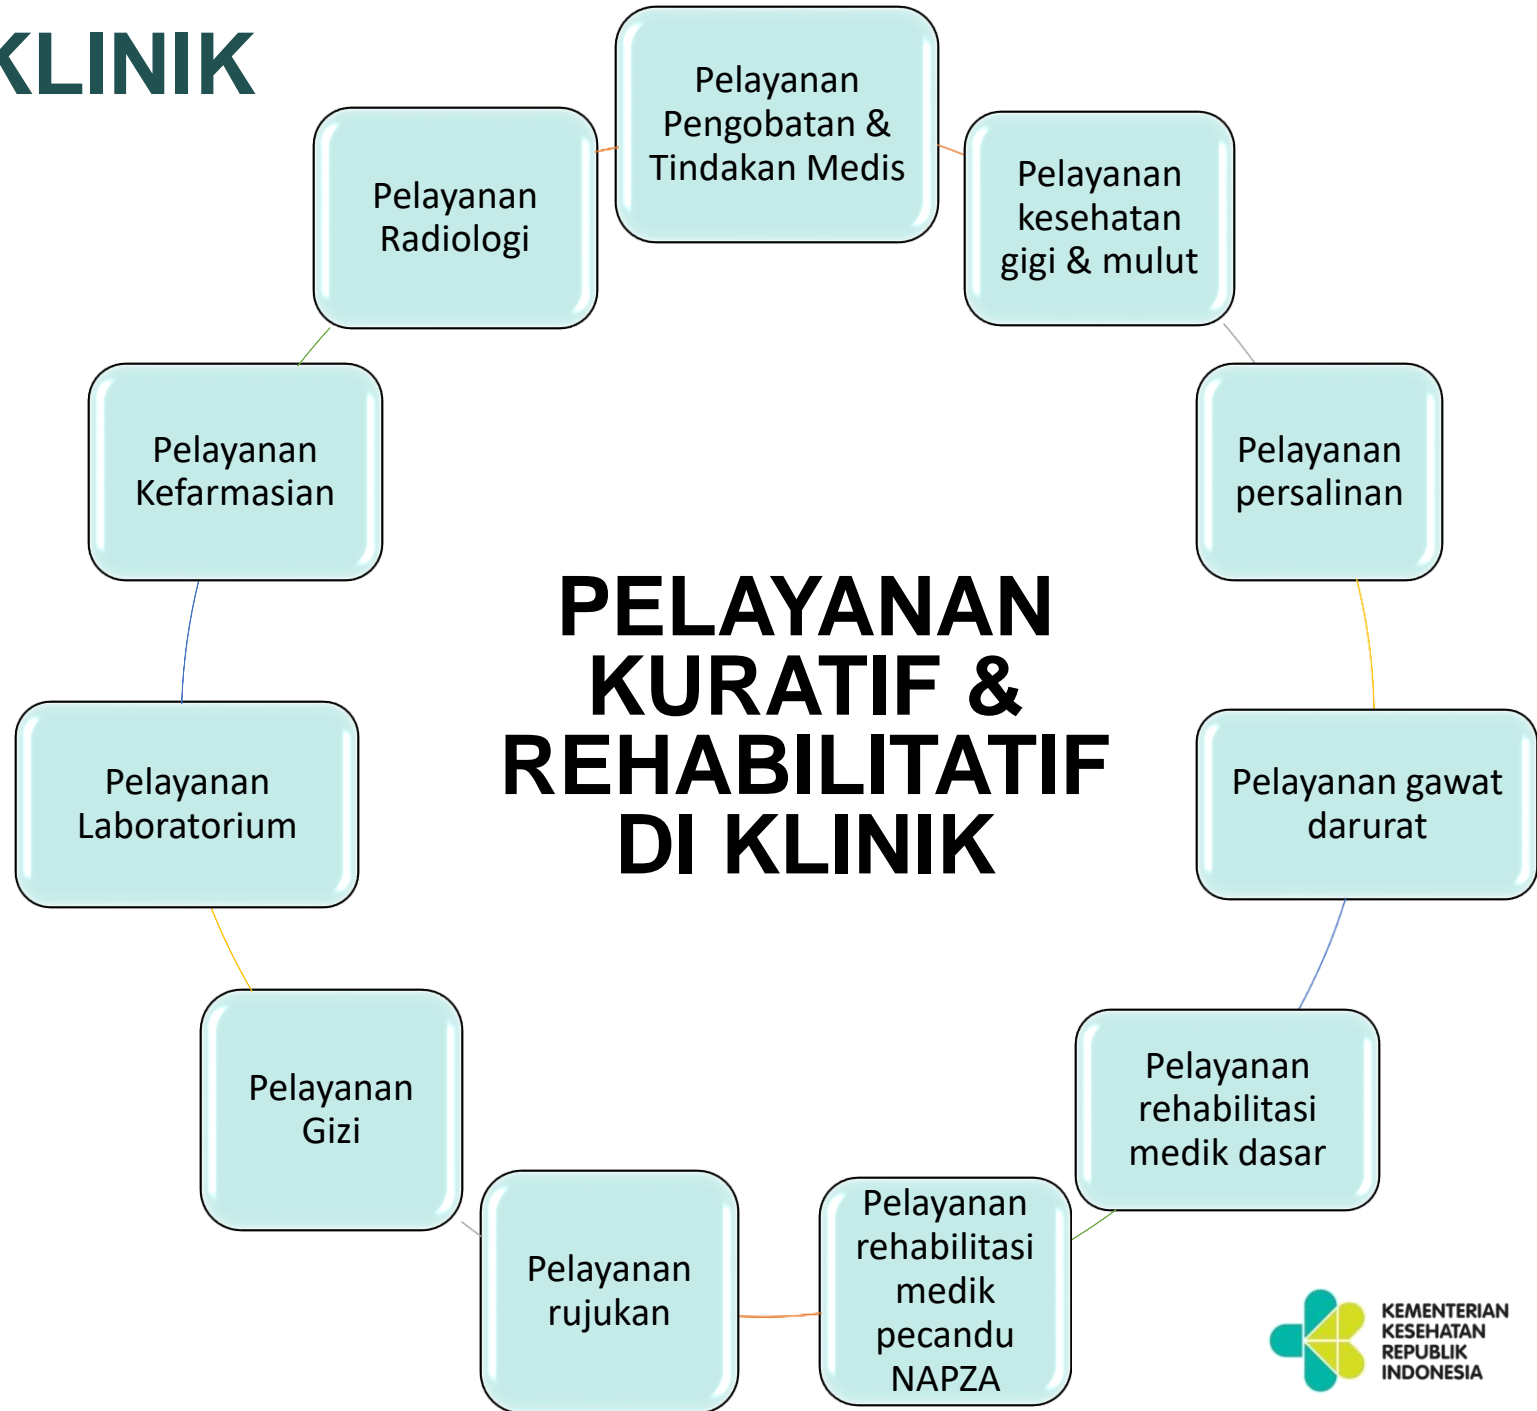 KLINIK
Pelayanan
Pengobatan &
Tindakan Medis
Pelayanan
kesehatan
gigi & mulut
Pelayanan
persalinan
Pelayanan gawat
darurat
Pelayanan
rehabilitasi
medik dasar
Pelayanan
rehabilitasi
medik
pecandu
NAPZA
Pelayanan
rujukan
Pelayanan
Gizi
Pelayanan
Laboratorium
Pelayanan
Kefarmasian
Pelayanan
Radiologi
PELAYANAN
KURATIF &
REHABILITATIF
DI KLINIK
KEMENTERIAN
KESEHATAN
REPUBLIK
INDONESIA